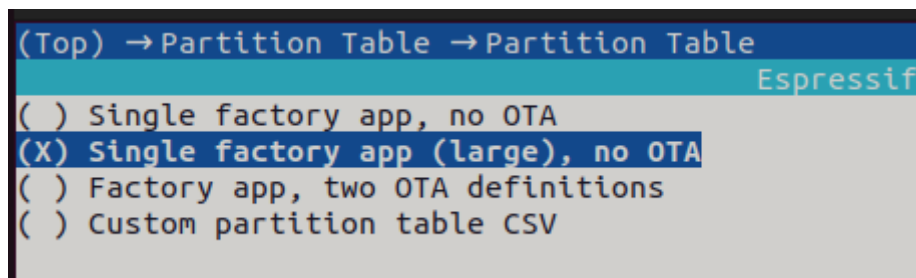 (Top) → Partition Table → Partition Table
Espressif
( ) Single factory app, no OTA
(X) Single factory app (large), no OTA
( ) Factory app, two OTA definitions
( ) Custom partition table CSV